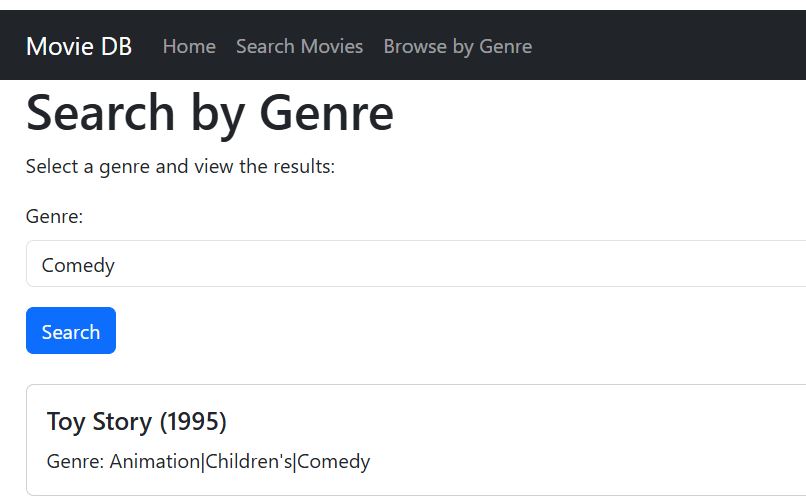 Movie DB Home Search Movies Browse by Genre
Search by Genre
Select a genre and view the results:
Genre:
Comedy
Search
Toy Story (1995)
Genre: Animation|Children's|Comedy